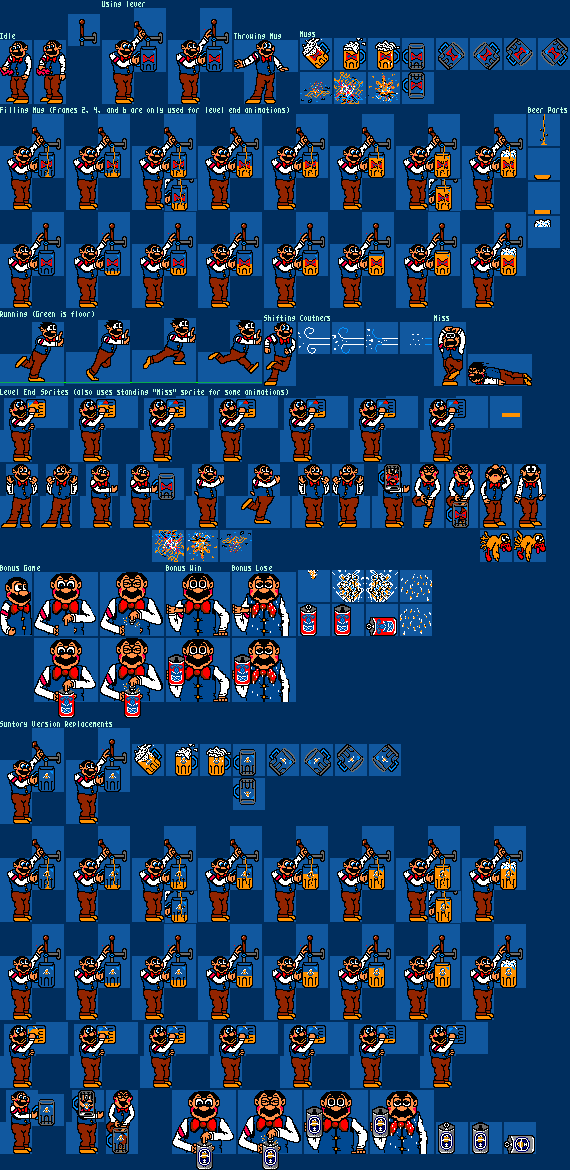 Using lever
Idle
Throwing Mug
Mugs
Filling Mug (Frames 2, 4, and 6 are only used for level end animations)
Beer Parts
Running (Green is floor)
Shifting Coutners
Miss
Level End Sprites (also uses standing "Miss" sprite for some animations)
Bonus Game
Bonus Win
Bonus Lose
Suntory Version Replacements